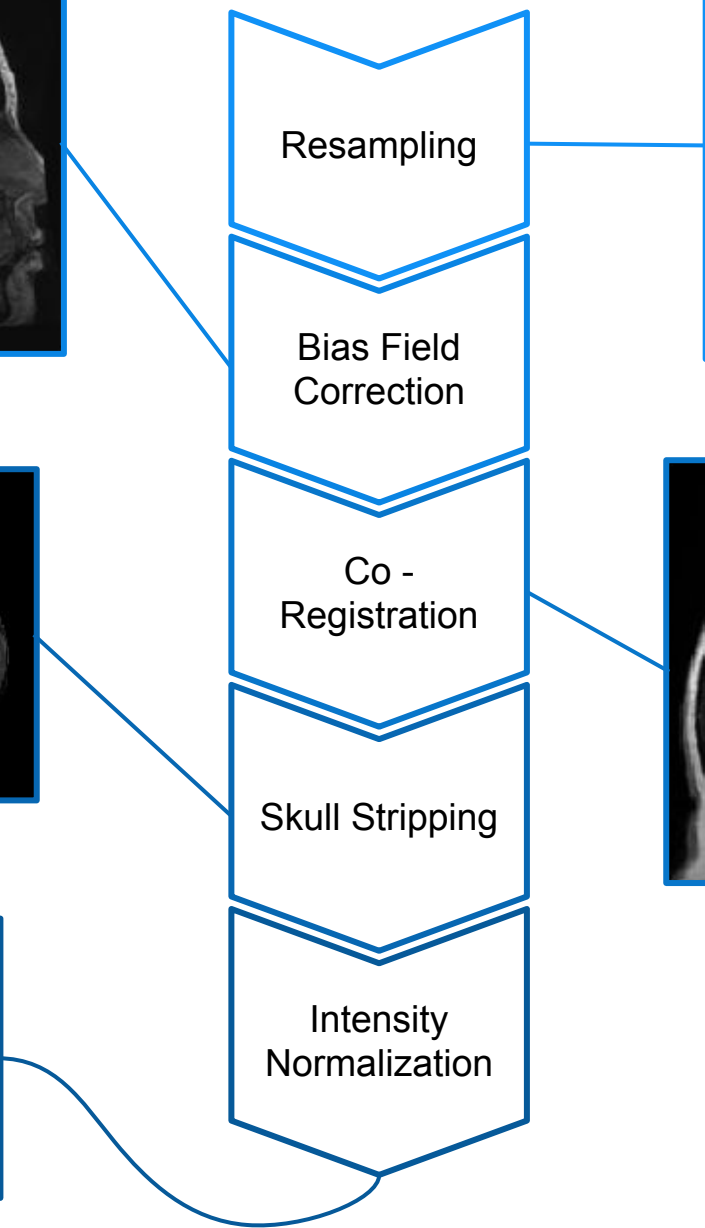 Resampling
Bias Field
Correction
Co -
Registration
Skull Stripping
Intensity
Normalization